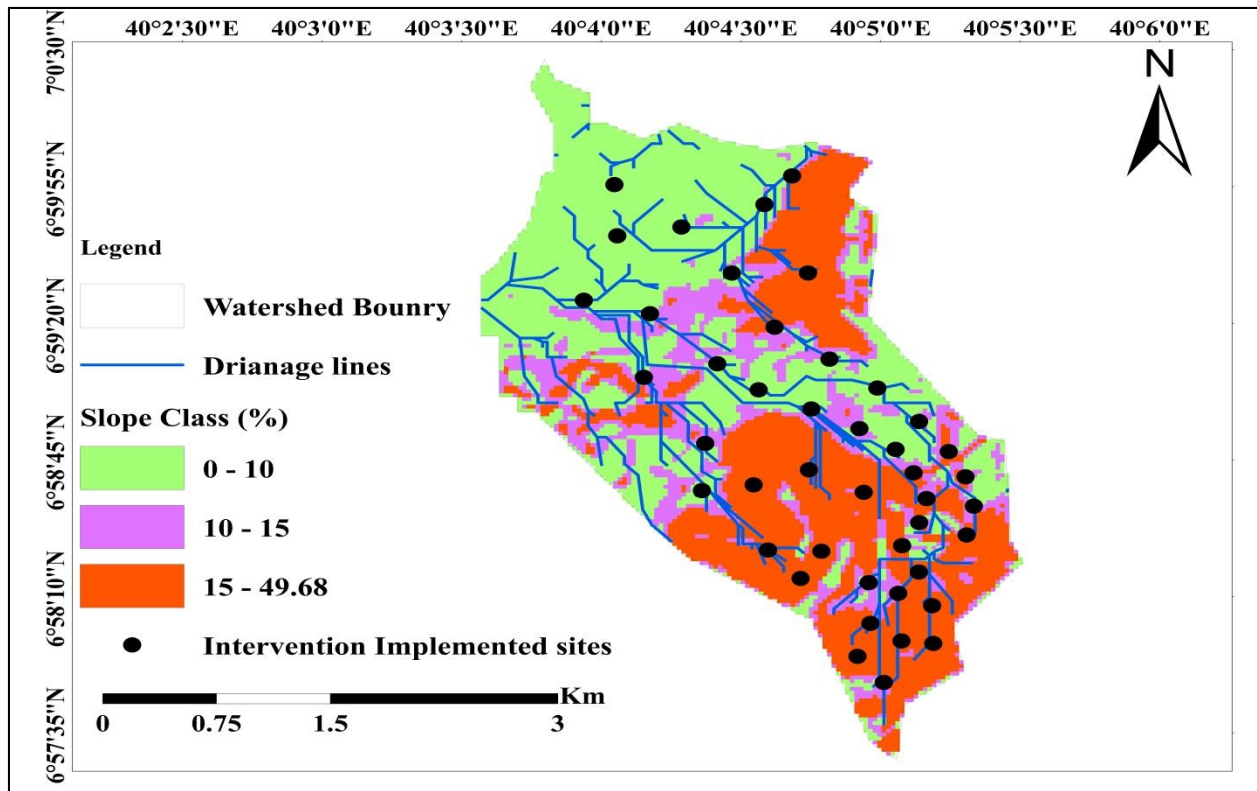 40°2'30"E 40°3'0"E 40°3'30"E 40°4'0"E 40°4'30"E 40°5'0"E 40°5'30"E 40°6'0"E
7°0'30"N
6°59'55"N
6°59'20"N
6°58'45"N
6°58'10"N
6°57'35"N
N
Legend
Watershed Bounry
Drianage lines
Slope Class (%)
0 - 10
10 - 15
15 - 49.68
Intervention Implemented sites
Km
0 0.75 1.5 3